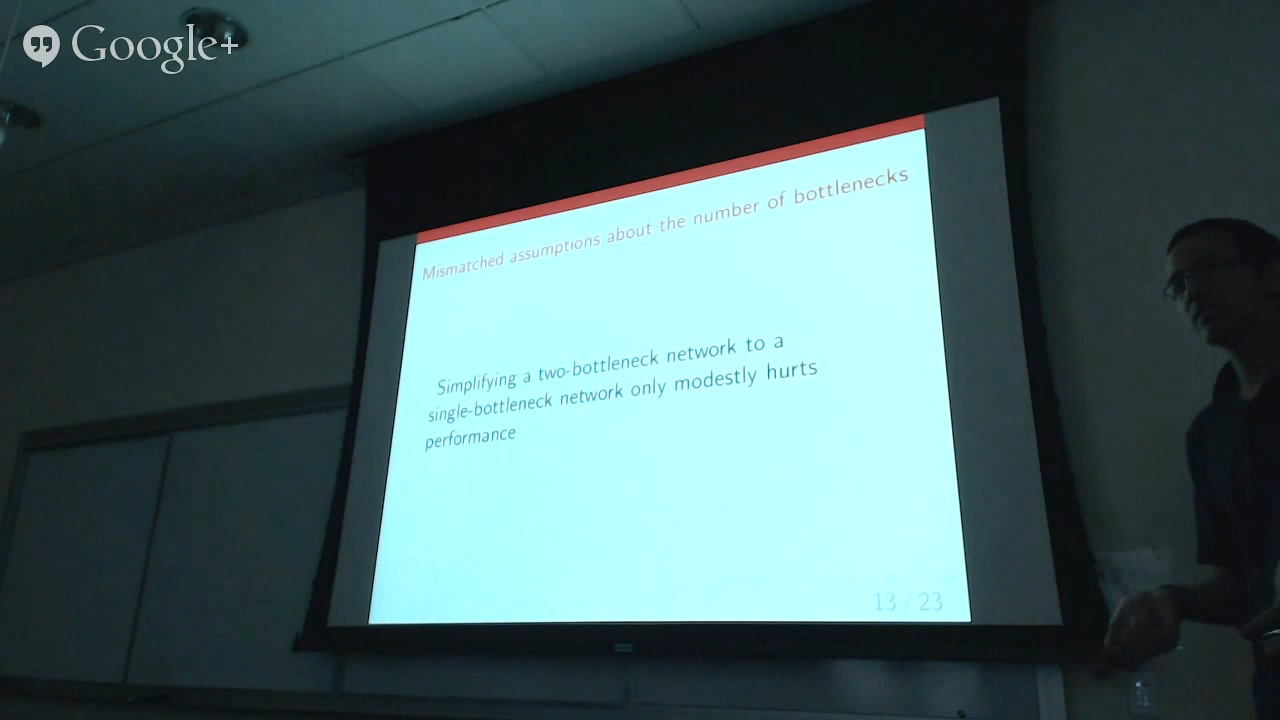 Google+
Mismatched assumptions about the number of bottlenecks
Simplifying a two-bottleneck network to a
single-bottleneck network only modestly hurts
performance
13 / 23